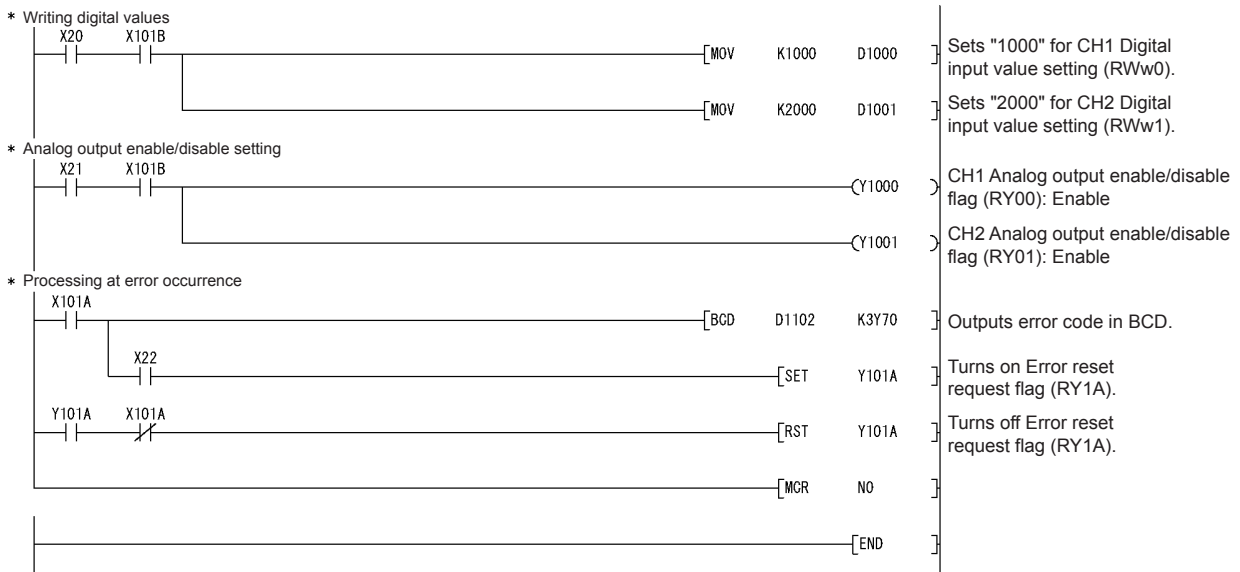 * Writing digital values
X20 X101B
MOV K1000 D1000
Sets "1000" for CH1 Digital
input value setting (RWw0).
MOV K2000 D1001
Sets "2000" for CH2 Digital
input value setting (RWw1).
* Analog output enable/disable setting
X21 X101B
Y1000
CH1 Analog output enable/disable
flag (RY00): Enable
Y1001
CH2 Analog output enable/disable
flag (RY01): Enable
* Processing at error occurrence
X101A
BCD D1102 K3Y70
Outputs error code in BCD.
X22
SET Y101A
Turns on Error reset
request flag (RY1A).
Y101A X101A
RST Y101A
Turns off Error reset
request flag (RY1A).
MCR N0
END